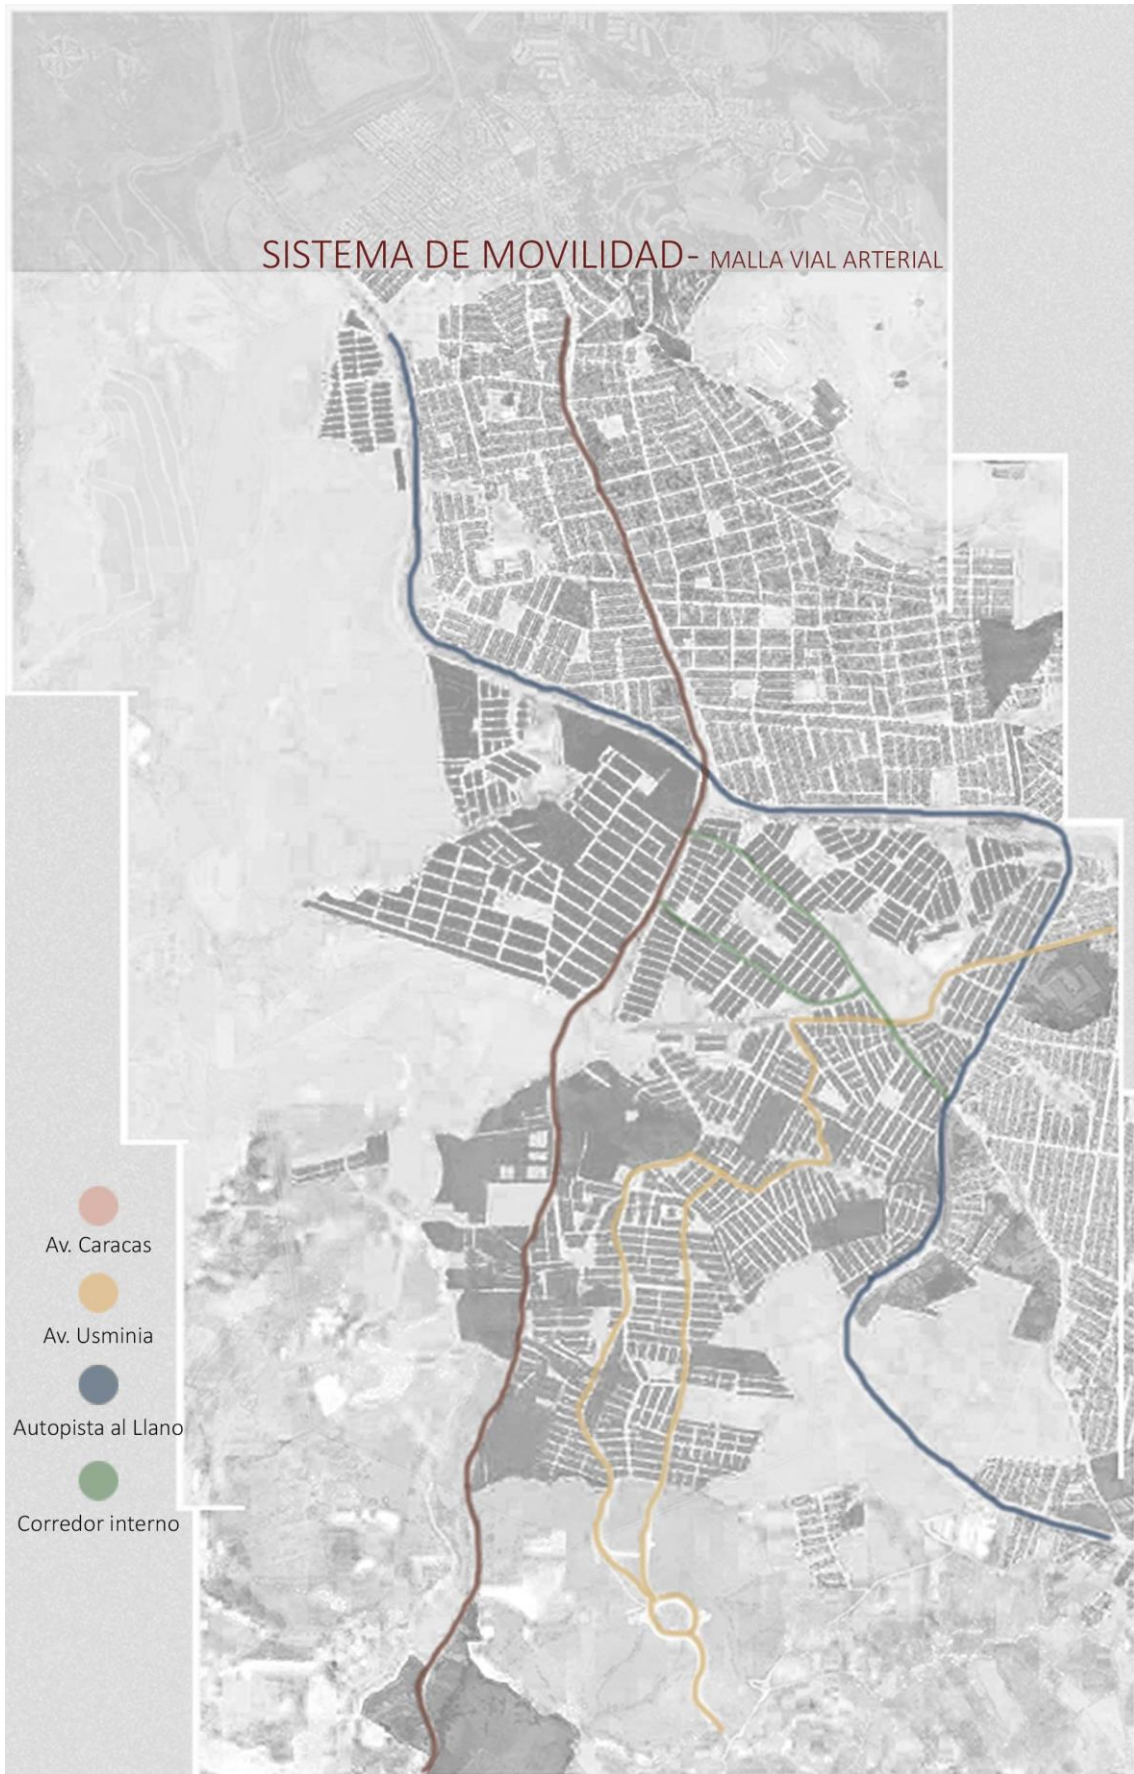 SISTEMA DE MOVILIDAD- MALLA VIAL ARTERIAL
Av. Caracas
Av. Usminia
Autopista al Llano
Corredor interno